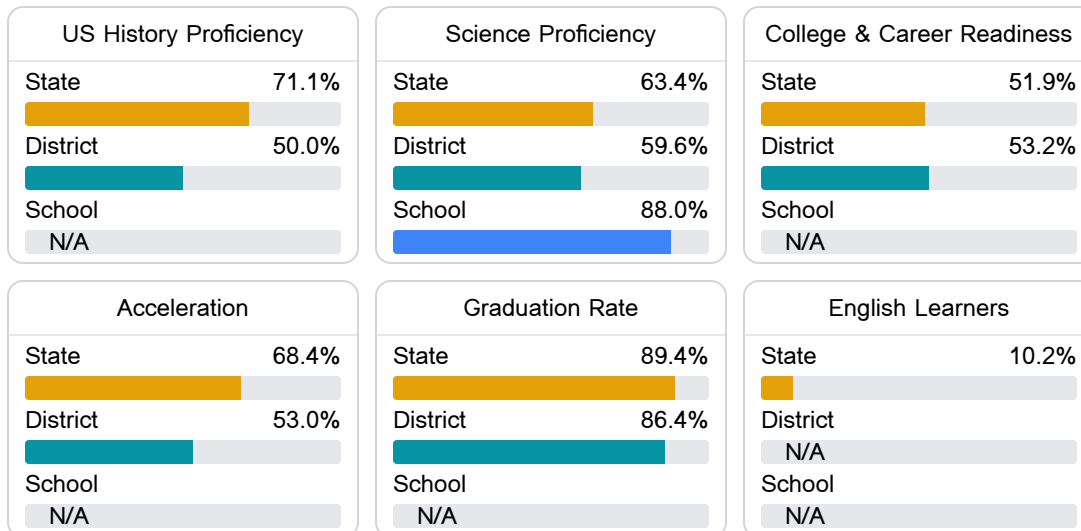 US History Proficiency
State 71.1%
District 50.0%
School
N/A
Science Proficiency
State 63.4%
District 59.6%
School 88.0%
College & Career Readiness
State 51.9%
District 53.2%
School
N/A
Acceleration
State 68.4%
District 53.0%
School
N/A
Graduation Rate
State 89.4%
District 86.4%
School
N/A
English Learners
State 10.2%
District
N/A
School
N/A